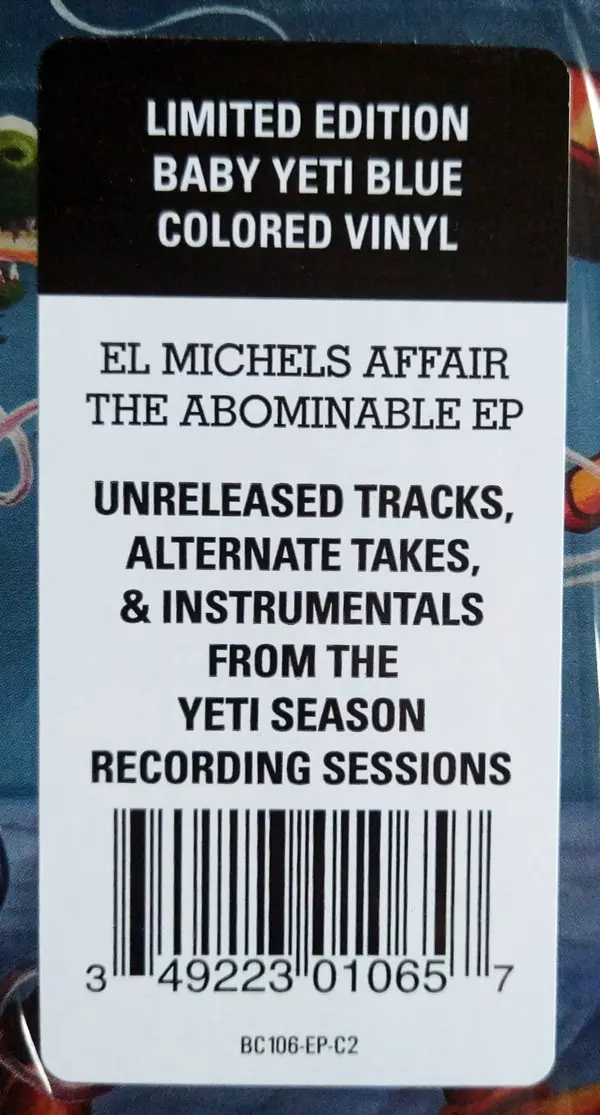 LIMITED EDITION
BABY YETI BLUE
COLORED VINYL
EL MICHELS AFFAIR
THE ABOMINABLE EP
UNRELEASED TRACKS,
ALTERNATE TAKES,
& INSTRUMENTALS
FROM THE
YETI SEASON
RECORDING SESSIONS
3 49223 01065 7
BC106-EP-C2